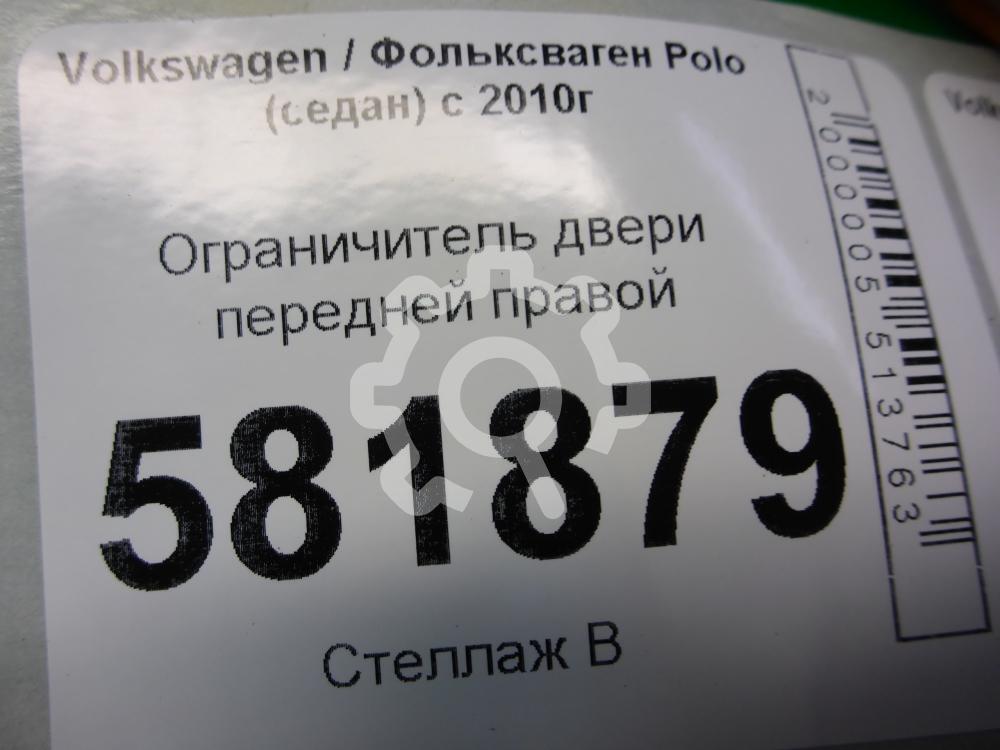 Volkswagen / Фольксваген Polo
(седан) с 2010г
Ограничитель двери
передней правой
581879
Стеллаж В
2000005513763